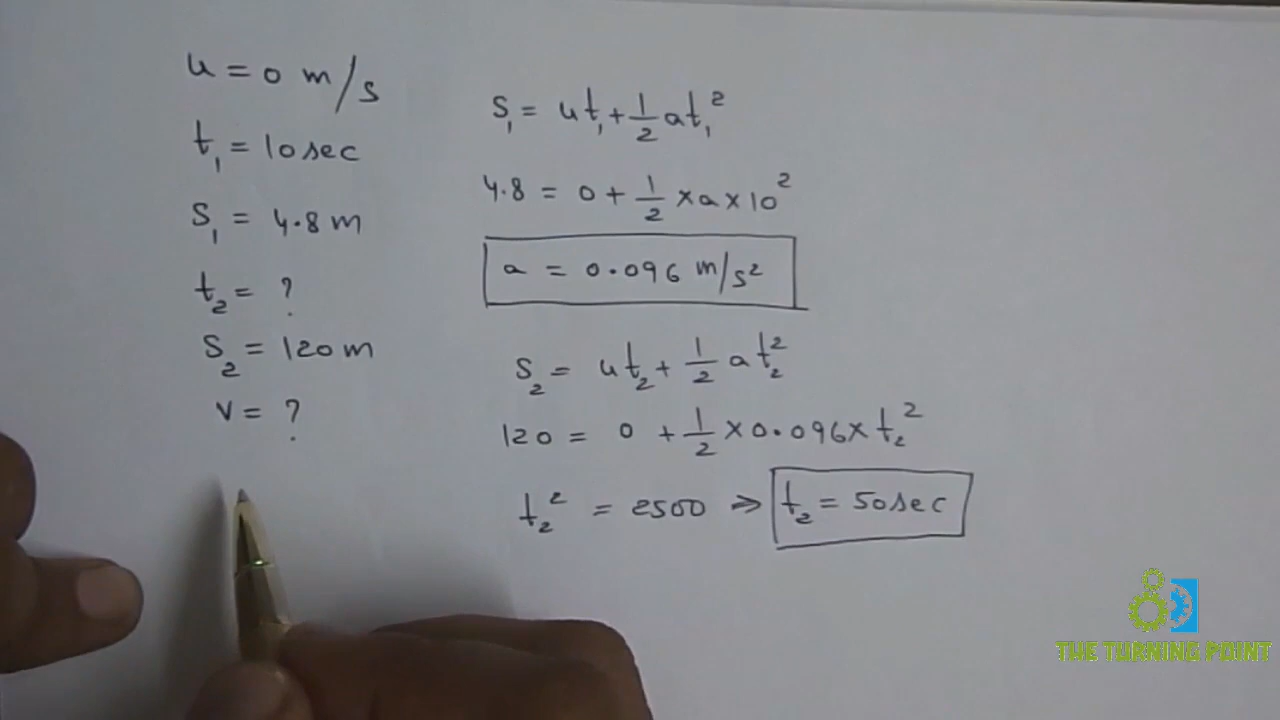 u = 0 m/s
t₁ = 10 sec
S₁ = 4.8 m
t₂ = ?
S₂ = 120 m
v = ?
S₁ = ut₁ + 1/2 at₁²
4.8 = 0 + 1/2 × a × 10²
a = 0.096 m/s²
S₂ = ut₂ + 1/2 at₂²
120 = 0 + 1/2 × 0.096 × t₂²
t₂² = 2500 ⇒ t₂ = 50 sec
THE TURNING POINT